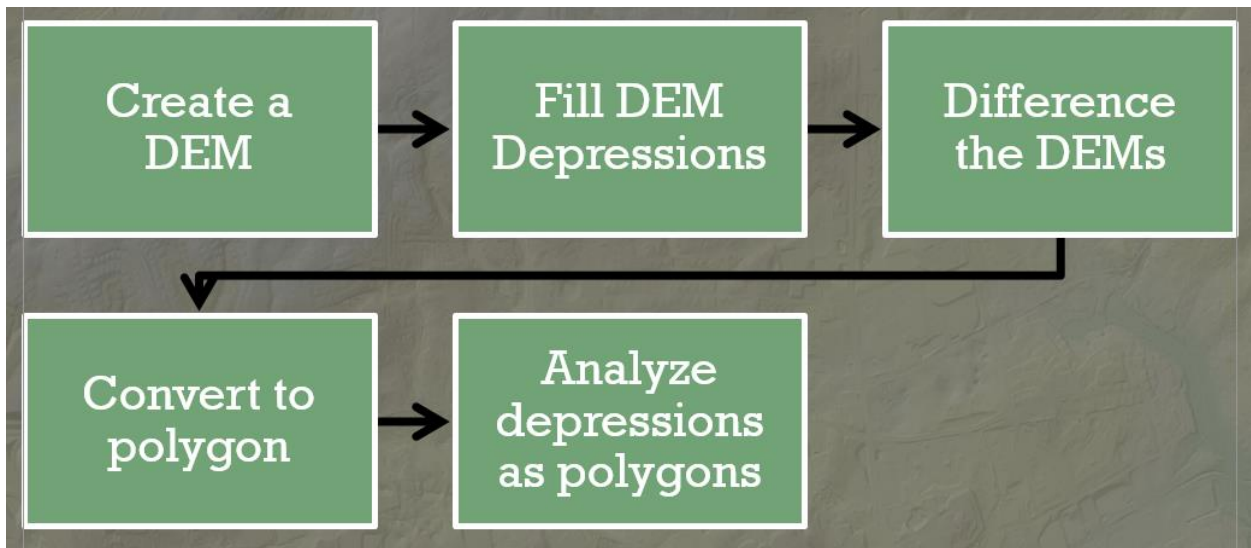 Create a
DEM
Fill DEM
Depressions
Difference
the DEMs
Convert to
polygon
Analyze
depressions
as polygons